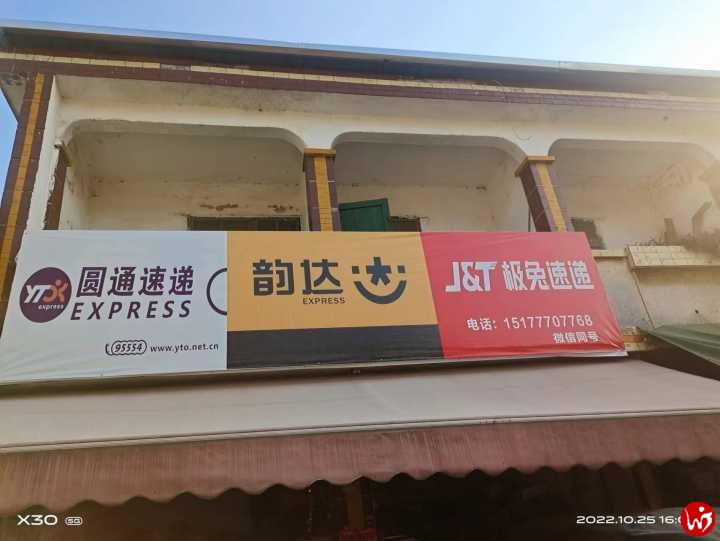 YTO
express
圆通速递
EXPRESS
95554 www.yto.net.cn
韵达
EXPRESS
J&T 极兔速递
电话：15177707768
微信同号
X30 5G
2022.10.25 16:0